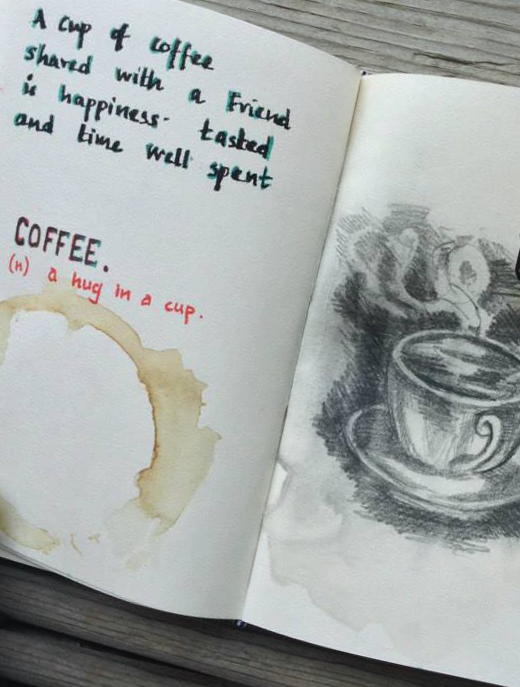 A cup of coffee
shared with a Friend
is happiness- tasted
and time well spent
COFFEE.
(n) a hug in a cup.